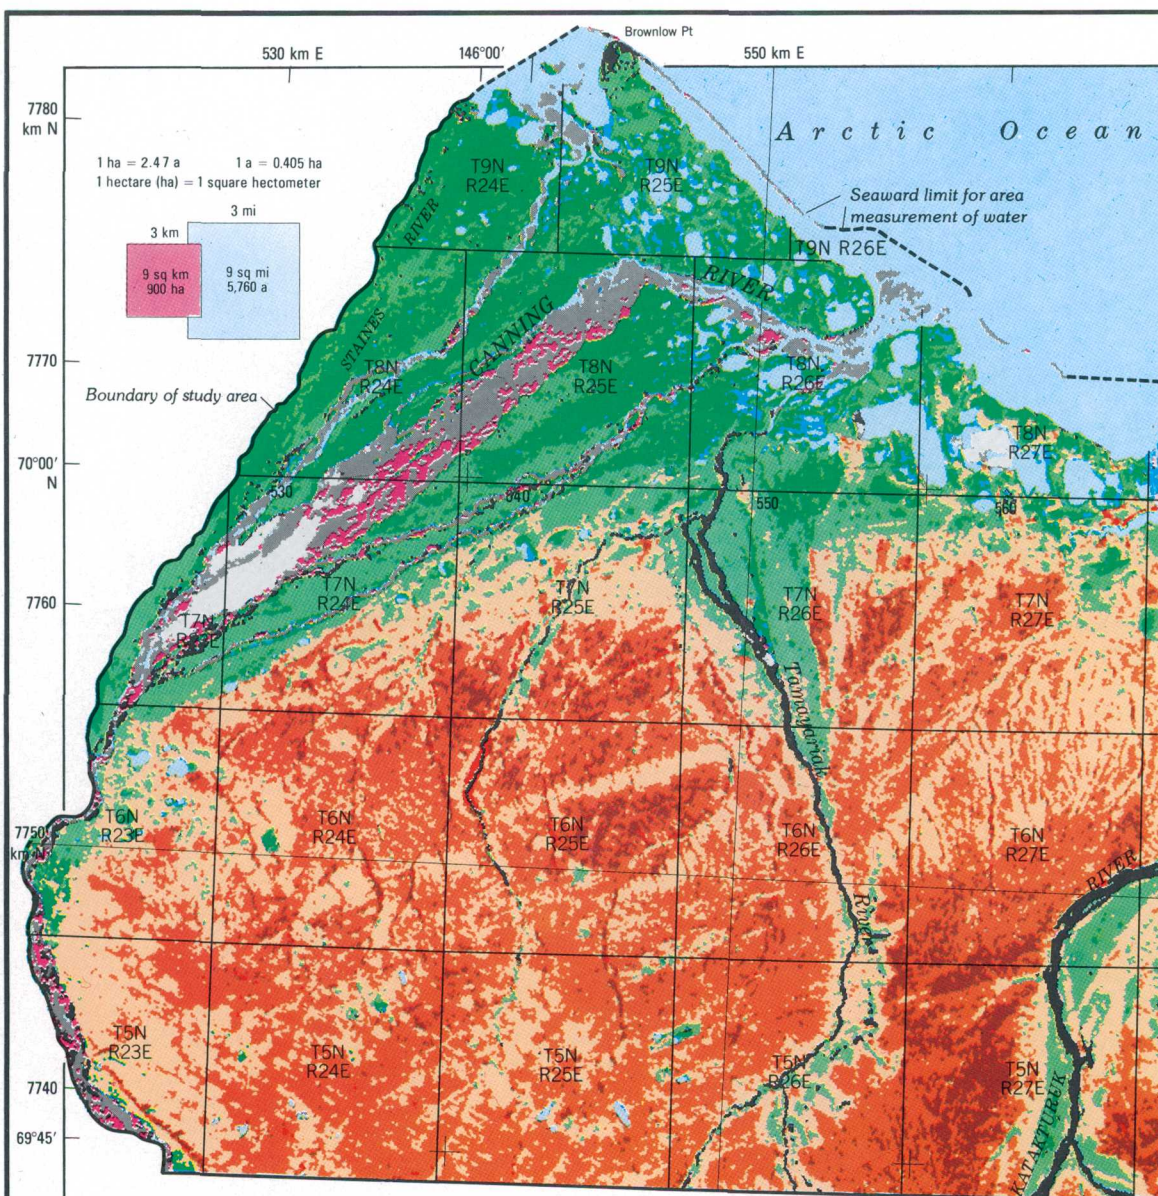 Brownlow Pt
530 km E
146°00'
550 km E
7780
km N
Arctic Ocean
1 ha = 2.47 a
1 a = 0.405 ha
1 hectare (ha) = 1 square hectometer
T9N
R24E
T9N
R25E
Seaward limit for area
measurement of water
3 mi
3 km
9 sq km
900 ha
9 sq mi
5,760 a
T9N R26E
STAINES
RIVER
CANNING
RIVER
7770
T8N
R24E
T8N
R25E
T8N
R26E
Boundary of study area
T8N
R27E
70°00'
N
530
540
550
560
7760
T7N
R23E
T7N
R24E
T7N
R25E
T7N
R26E
T7N
R27E
Tamayariak
River
7750
km N
T6N
R23E
T6N
R24E
T6N
R25E
T6N
R26E
T6N
R27E
RIVER
T5N
R23E
T5N
R24E
T5N
R25E
T5N
R26E
T5N
R27E
KATAKTURUK
7740
69°45'